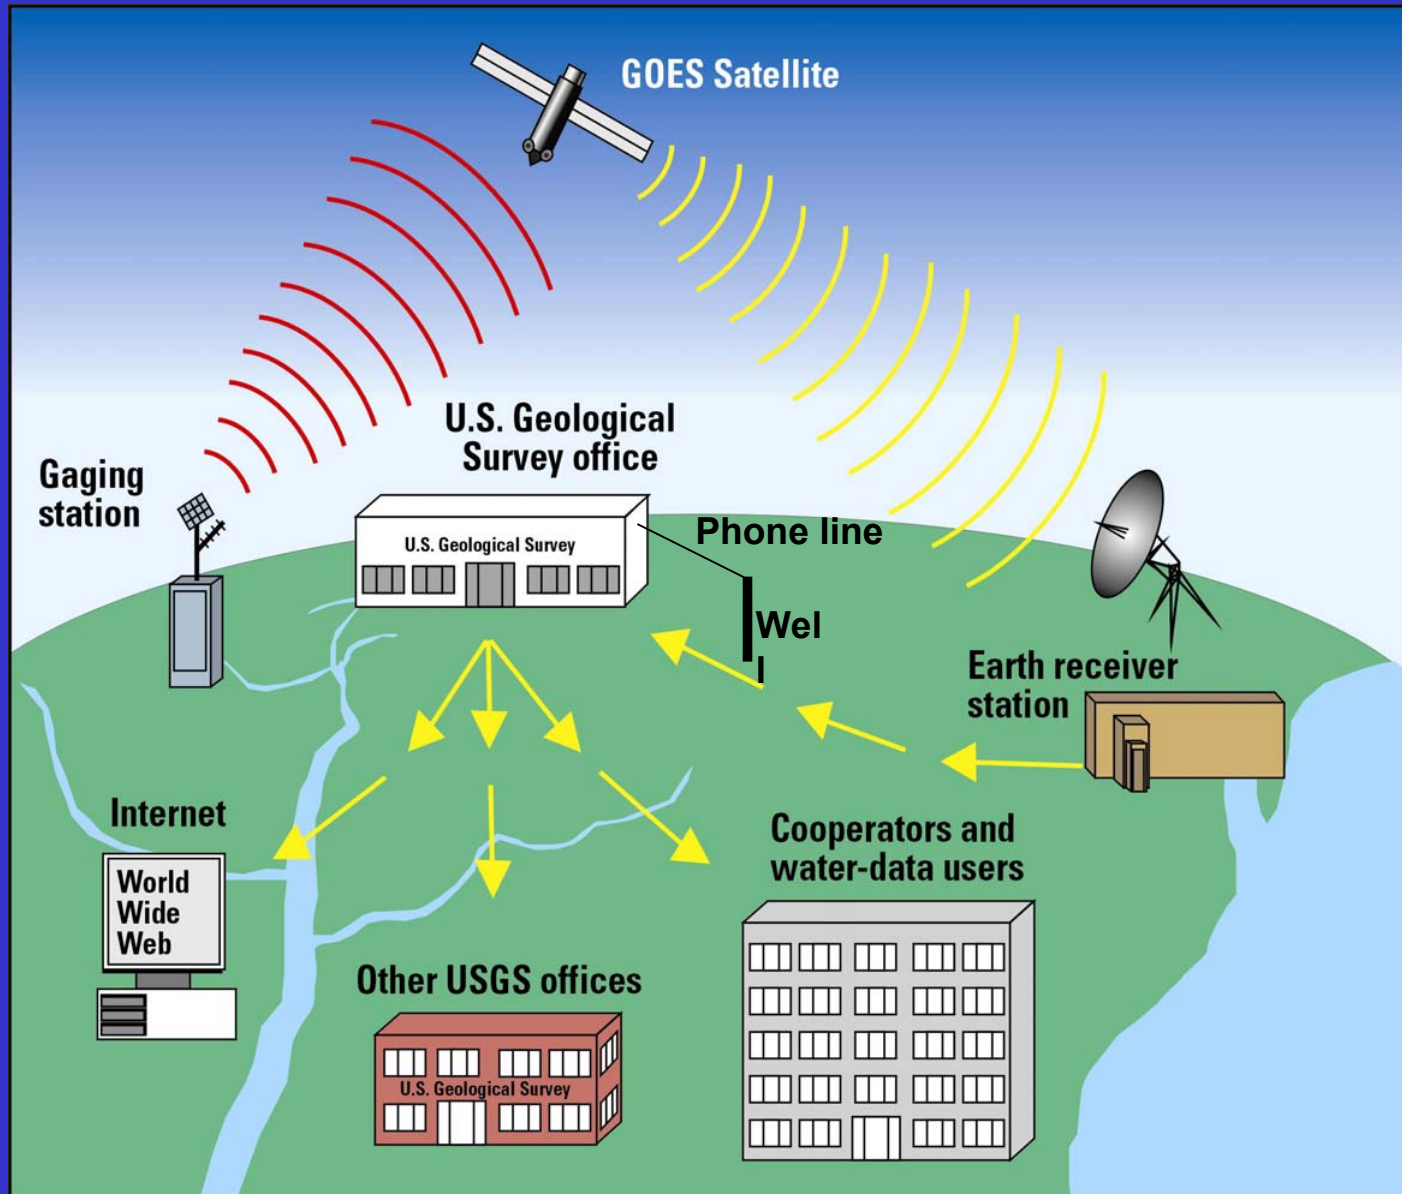 GOES Satellite
U.S. Geological
Survey office
Gaging
station
U.S. Geological Survey
Phone line
Wel
l
Earth receiver
station
Internet
World
Wide
Web
Cooperators and
water-data users
Other USGS offices
U.S. Geological Survey